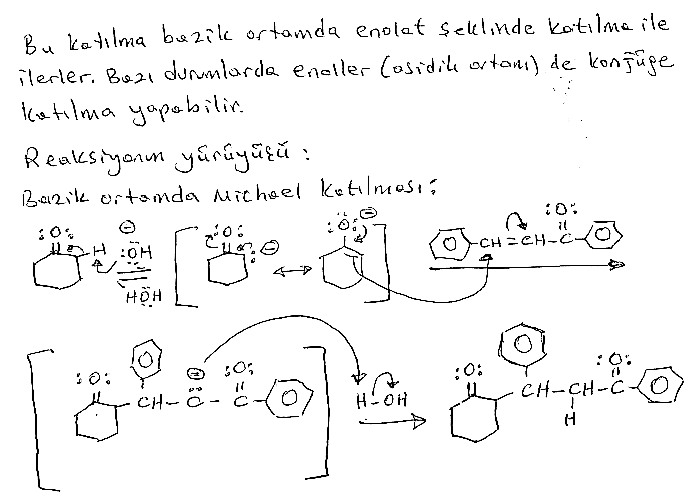 Bu katılma bazik ortamda enolat şeklinde katılma ile
ilerler. Bazı durumlarda enoller (asidik ortam) de konjüge
katılma yapabilir.
Reaksiyonun yürüyüşü :
Bazik ortamda Michael katılması :
:O: H ⊖ :ÖH HÖH :O: ⊖ :Ö: ⊖ CH=CH-C :O:
:O: CH-C̈-C ⊖ :O: H-OH :O: CH-CH-C :O: H